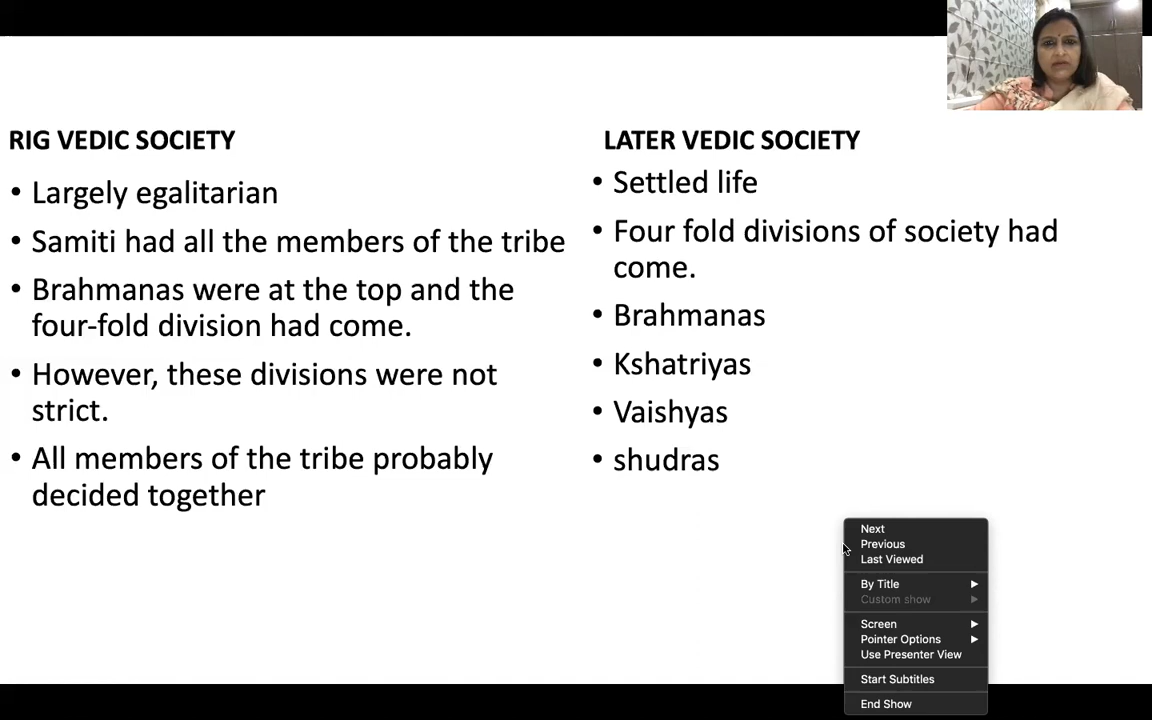 RIG VEDIC SOCIETY
• Largely egalitarian
• Samiti had all the members of the tribe
• Brahmanas were at the top and the
four-fold division had come.
• However, these divisions were not
strict.
• All members of the tribe probably
decided together
LATER VEDIC SOCIETY
• Settled life
• Four fold divisions of society had
come.
• Brahmanas
• Kshatriyas
• Vaishyas
• shudras
Next
Previous
Last Viewed
By Title
Custom show
Screen
Pointer Options
Use Presenter View
Start Subtitles
End Show